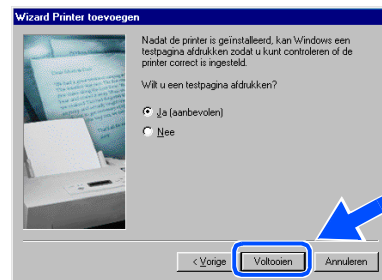 Wizard Printer toevoegen
Nadat de printer is geïnstalleerd, kan Windows een
testpagina afdrukken zodat u kunt controleren of de
printer correct is ingesteld.
Wilt u een testpagina afdrukken?
Ja (aanbevolen)
Nee
< Vorige
Voltooien
Annuleren